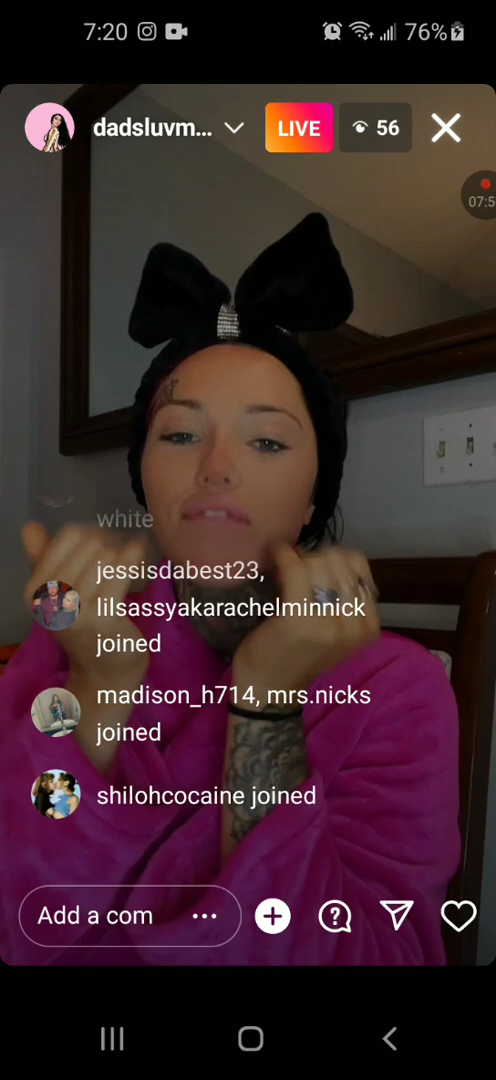 7:20
76%
dadsluvm...
LIVE
56
07:5
white
jessisdabest23,
lilsassyakarachelminnick
joined
madison_h714, mrs.nicks
joined
shilohcocaine joined
Add a com